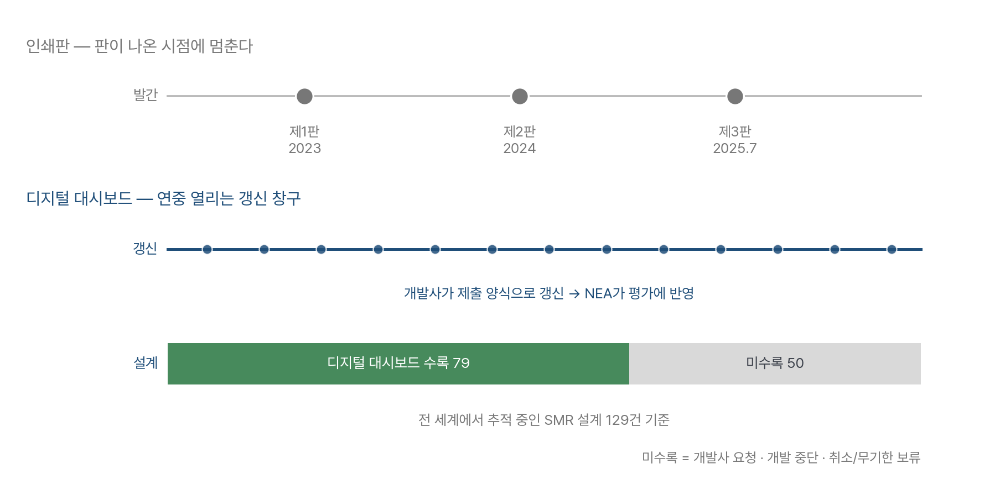 인쇄판 — 판이 나온 시점에 멈춘다
발간
제1판
2023
제2판
2024
제3판
2025.7
디지털 대시보드 — 연중 열리는 갱신 창구
갱신
개발사가 제출 양식으로 갱신 → NEA가 평가에 반영
설계
디지털 대시보드 수록 79
미수록 50
전 세계에서 추적 중인 SMR 설계 129건 기준
미수록 = 개발사 요청 · 개발 중단 · 취소/무기한 보류